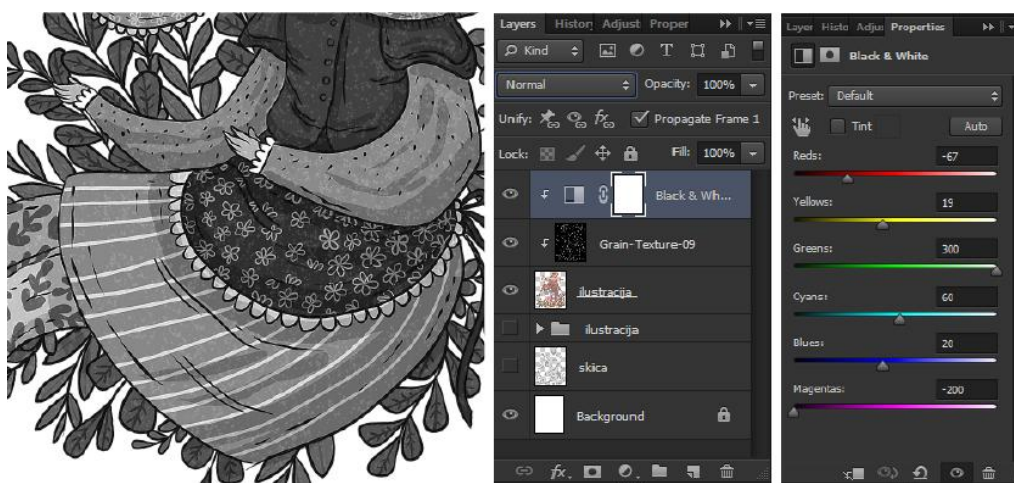 Layers Histor Adjust Proper
Kind
Normal Opacity: 100%
Unify: Propagate Frame 1
Lock: Fill: 100%
Black & Wh...
Grain-Texture-09
ilustracija
ilustracija
skica
Background
fx.
Layer Histo Adjus Properties
Black & White
Preset: Default
Tint Auto
Reds: -67
Yellows: 19
Greens: 300
Cyans: 60
Blues: 20
Magentas: -200